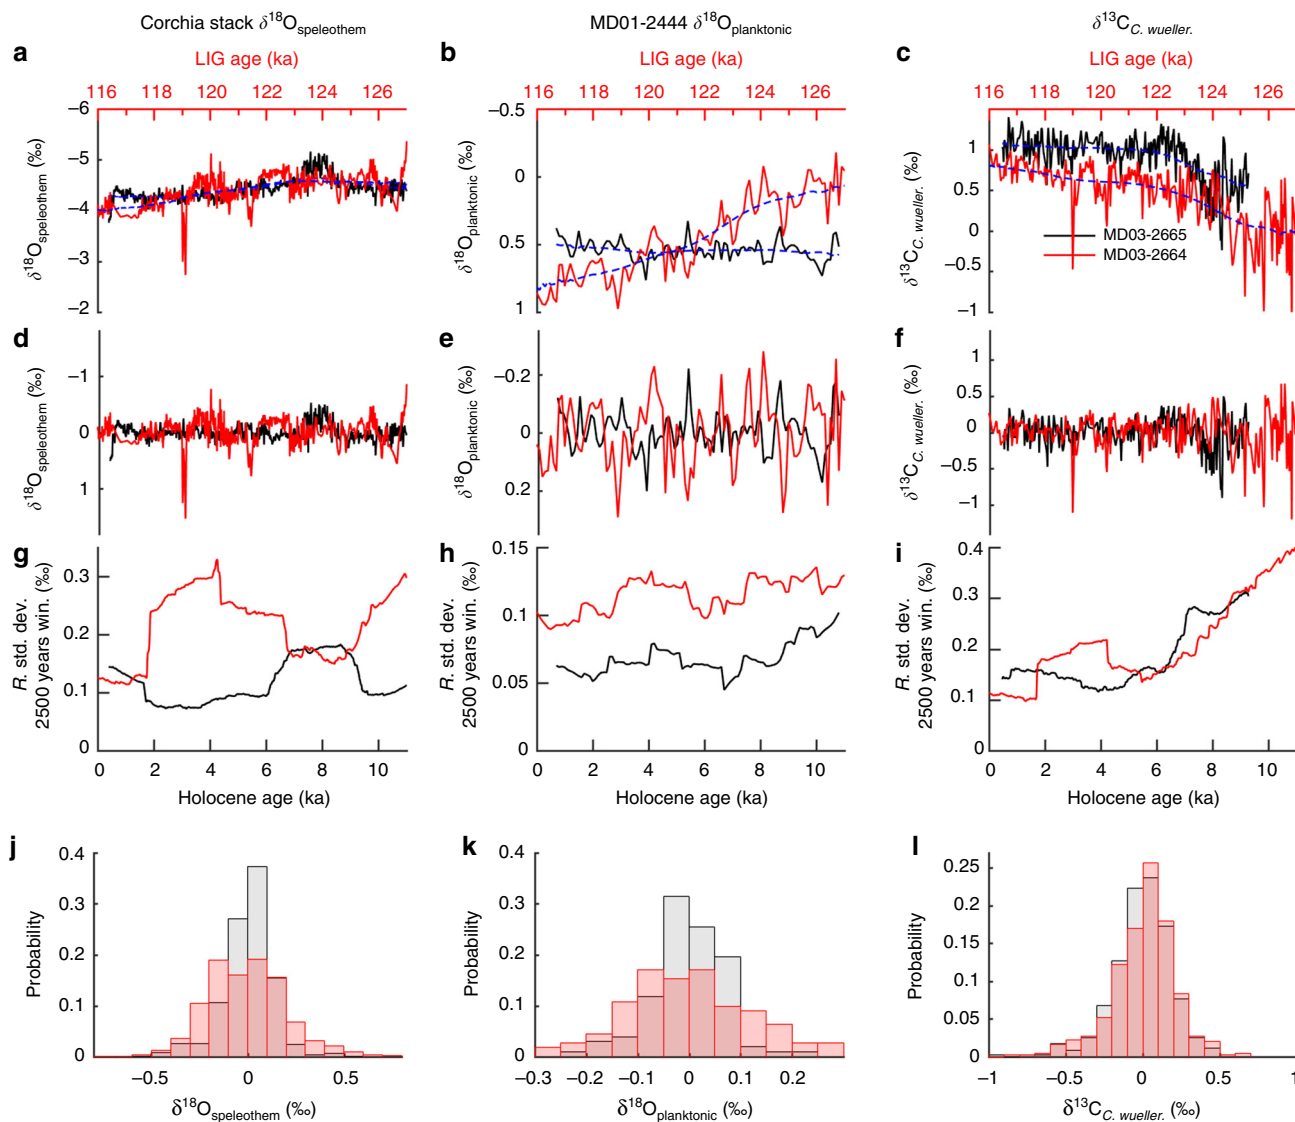 Corchia stack δ18Ospeleothem
MD01-2444 δ18Oplanktonic
δ13CC. wueller.
a
LIG age (ka)
116 118 120 122 124 126
−6
−5
−4
−3
−2
δ18Ospeleothem (‰)
b
LIG age (ka)
116 118 120 122 124 126
−0.5
0
0.5
1
δ18Oplanktonic (‰)
c
LIG age (ka)
116 118 120 122 124 126
1
0.5
0
−0.5
−1
δ13CC. wueller. (‰)
MD03-2665
MD03-2664
d
−1
0
1
δ18Ospeleothem (‰)
e
−0.2
0
0.2
δ18Oplanktonic (‰)
f
1
0.5
0
−0.5
−1
δ13CC. wueller. (‰)
g
0.3
0.2
0.1
0
R. std. dev.
2500 years win. (‰)
0 2 4 6 8 10
Holocene age (ka)
h
0.15
0.1
0.05
0
R. std. dev.
2500 years win. (‰)
0 2 4 6 8 10
Holocene age (ka)
i
0.4
0.3
0.2
0.1
0
R. std. dev.
2500 years win. (‰)
0 2 4 6 8 10
Holocene age (ka)
j
0.4
0.3
0.2
0.1
0
Probability
−0.5 0 0.5
δ18Ospeleothem (‰)
k
0.4
0.3
0.2
0.1
0
Probability
−0.3 −0.2 −0.1 0 0.1 0.2
δ18Oplanktonic (‰)
l
0.25
0.2
0.15
0.1
0.05
0
Probability
−1 −0.5 0 0.5 1
δ13CC. wueller. (‰)